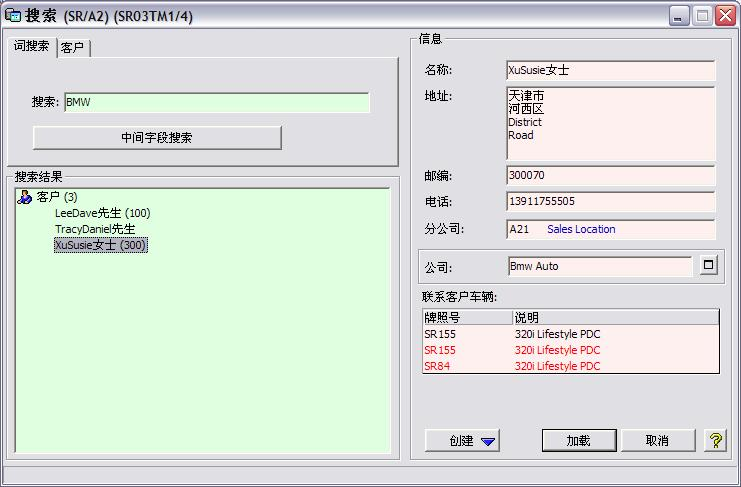 搜索 (SR/A2) (SR03TM1/4)
词搜索 客户
搜索: BMW
中间字段搜索
搜索结果
客户 (3)
LeeDave先生 (100)
TracyDaniel先生
XuSusie女士 (300)
信息
名称: XuSusie女士
地址: 天津市
河西区
District
Road
邮编: 300070
电话: 13911755505
分公司: A21 Sales Location
公司: Bmw Auto
联系客户车辆:
牌照号 说明
SR155 320i Lifestyle PDC
SR155 320i Lifestyle PDC
SR84 320i Lifestyle PDC
创建 加载 取消 ?